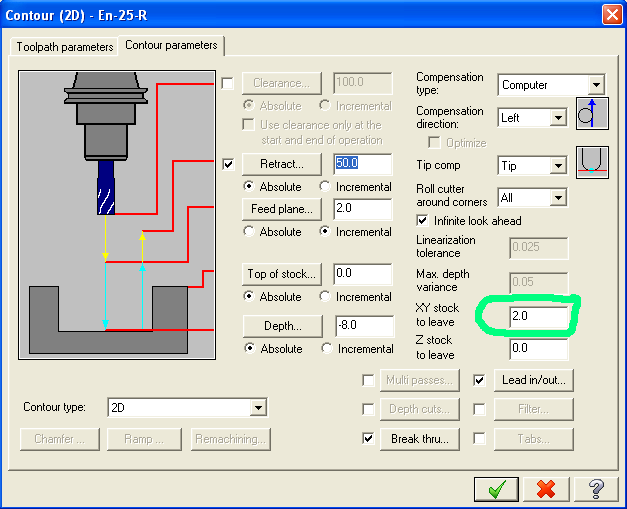 Contour (2D) - En-25-R
Toolpath parameters
Contour parameters
Clearance...
100.0
Absolute
Incremental
Use clearance only at the
start and end of operation
Retract...
50.0
Absolute
Incremental
Feed plane...
2.0
Absolute
Incremental
Top of stock...
0.0
Absolute
Incremental
Depth...
-8.0
Absolute
Incremental
Compensation
type:
Computer
Compensation
direction:
Left
Optimize
Tip comp
Tip
Roll cutter
around corners
All
Infinite look ahead
Linearization
tolerance
0.025
Max. depth
variance
0.05
XY stock
to leave
2.0
Z stock
to leave
0.0
Contour type:
2D
Chamfer ...
Ramp ...
Remachining...
Multi passes...
Lead in/out...
Depth cuts...
Filter...
Break thru...
Tabs...
?